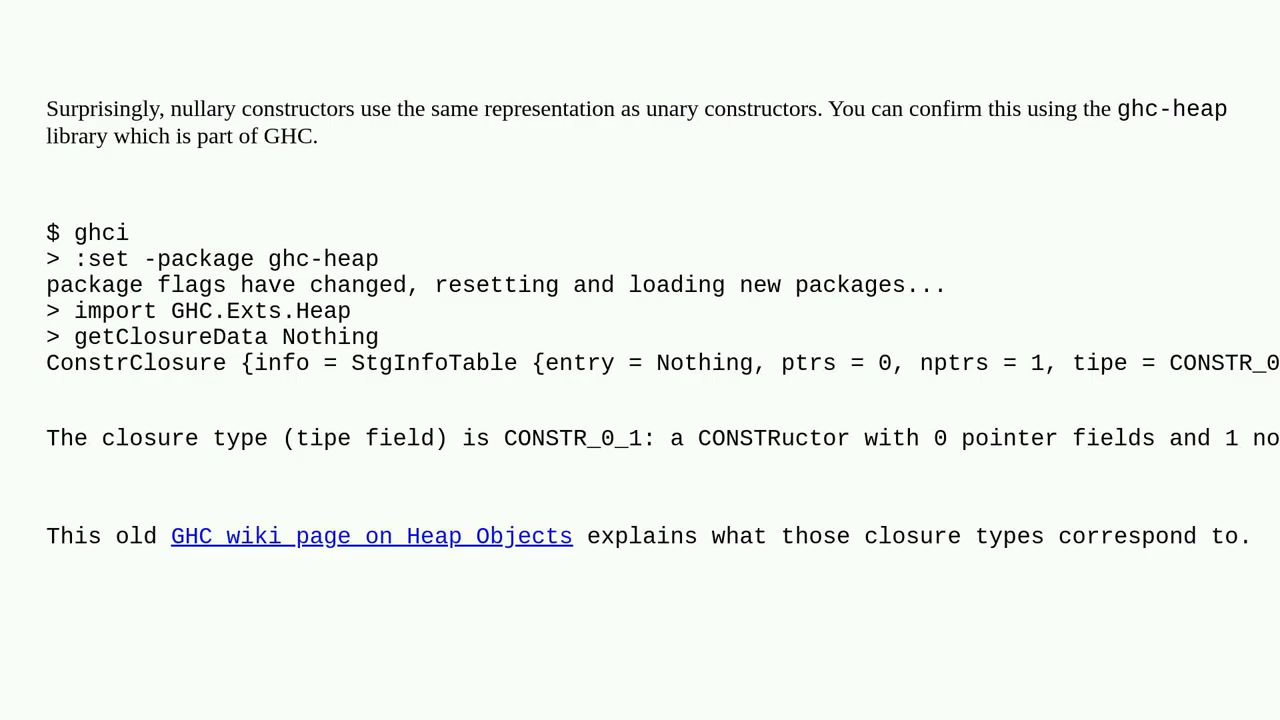 Surprisingly, nullary constructors use the same representation as unary constructors. You can confirm this using the ghc-heap
library which is part of GHC.
$ ghci
> :set -package ghc-heap
package flags have changed, resetting and loading new packages...
> import GHC.Exts.Heap
> getClosureData Nothing
ConstrClosure {info = StgInfoTable {entry = Nothing, ptrs = 0, nptrs = 1, tipe = CONSTR_0
The closure type (tipe field) is CONSTR_0_1: a CONSTRuctor with 0 pointer fields and 1 no
This old GHC wiki page on Heap Objects explains what those closure types correspond to.